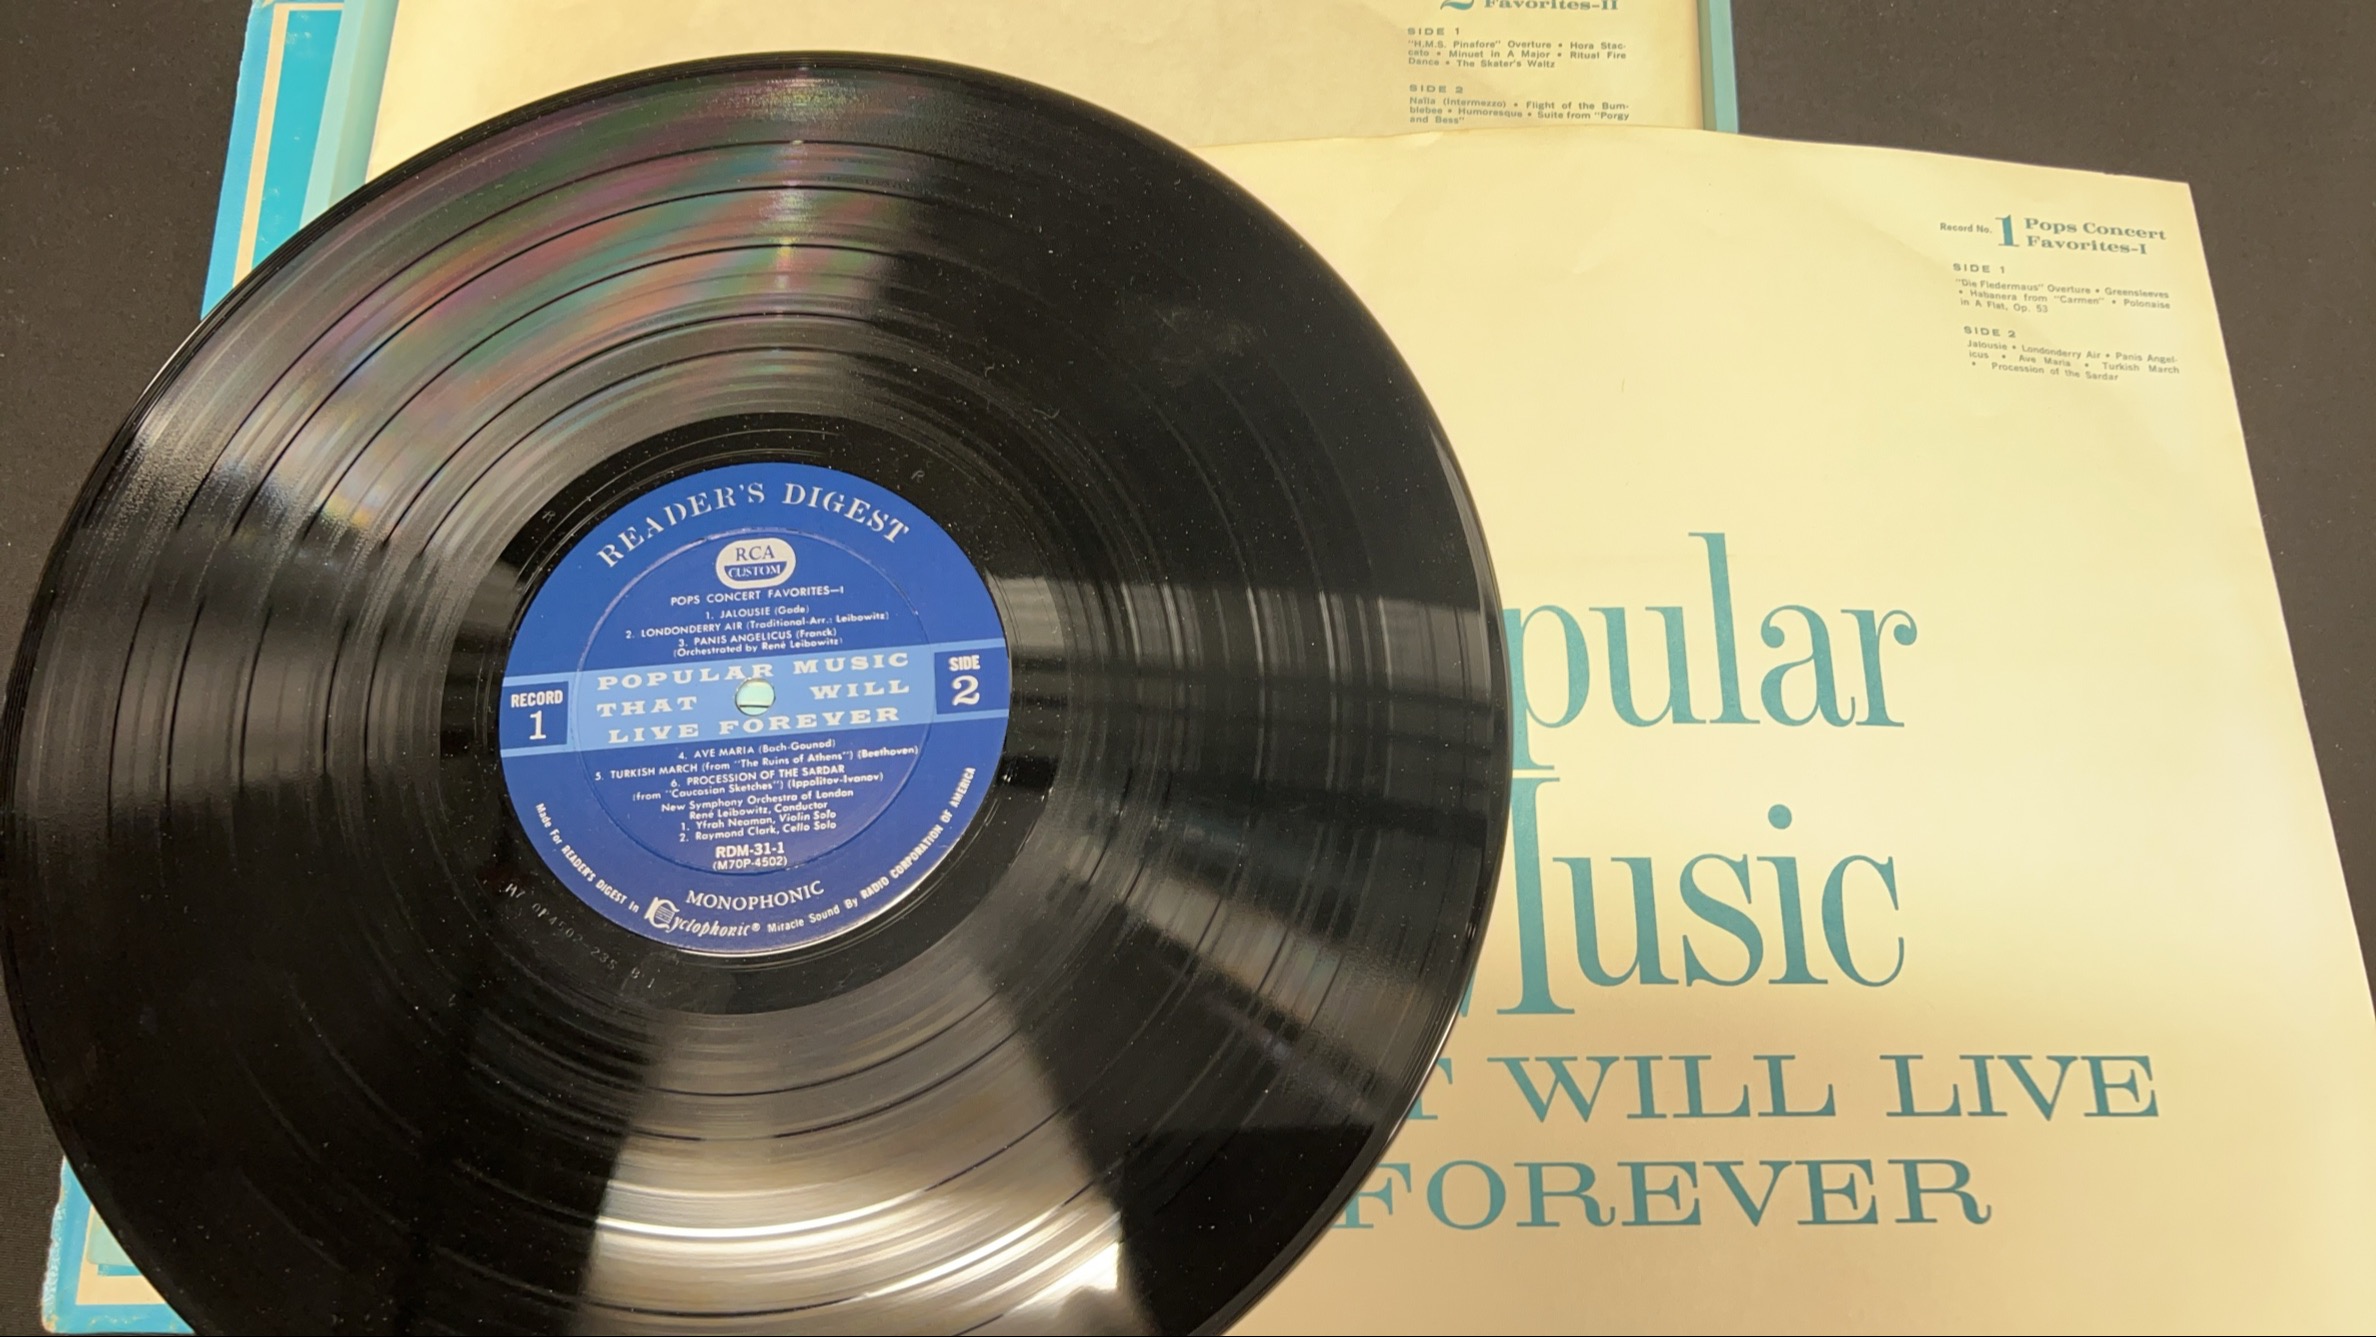 Favorites-II
SIDE 1
"H.M.S. Pinafore" Overture • Hora Stac-
cato • Minuet in A Major • Ritual Fire
Dance • The Skater's Waltz
SIDE 2
Naila (Intermezzo) • Flight of the Bum-
blebee • Humoresque • Suite from "Porgy
and Bess"
Record No. 1 Pops Concert
Favorites-I
SIDE 1
"Die Fledermaus" Overture • Greensleeves
• Habanera from "Carmen" • Polonaise
in A Flat, Op. 53
SIDE 2
Jalousie • Londonderry Air • Panis Angel-
icus • Ave Maria • Turkish March
• Procession of the Sardar
pular
Music
T WILL LIVE
FOREVER
READER'S DIGEST
RCA
CUSTOM
POPS CONCERT FAVORITES—I
1. JALOUSIE (Gade)
2. LONDONDERRY AIR (Traditional-Arr.: Leibowitz)
3. PANIS ANGELICUS (Franck)
(Orchestrated by René Leibowitz)
RECORD
1
POPULAR MUSIC
THAT WILL
LIVE FOREVER
SIDE
2
4. AVE MARIA (Bach-Gounod)
5. TURKISH MARCH (from "The Ruins of Athens") (Beethoven)
6. PROCESSION OF THE SARDAR
(from "Caucasian Sketches") (Ippolitov-Ivanov)
New Symphony Orchestra of London
René Leibowitz, Conductor
1. Yfrah Neaman, Violin Solo
2. Raymond Clark, Cello Solo
RDM-31-1
(M70P-4502)
MONOPHONIC
Made For READER'S DIGEST In Cyclophonic® Miracle Sound By RADIO CORPORATION OF AMERICA
R
R